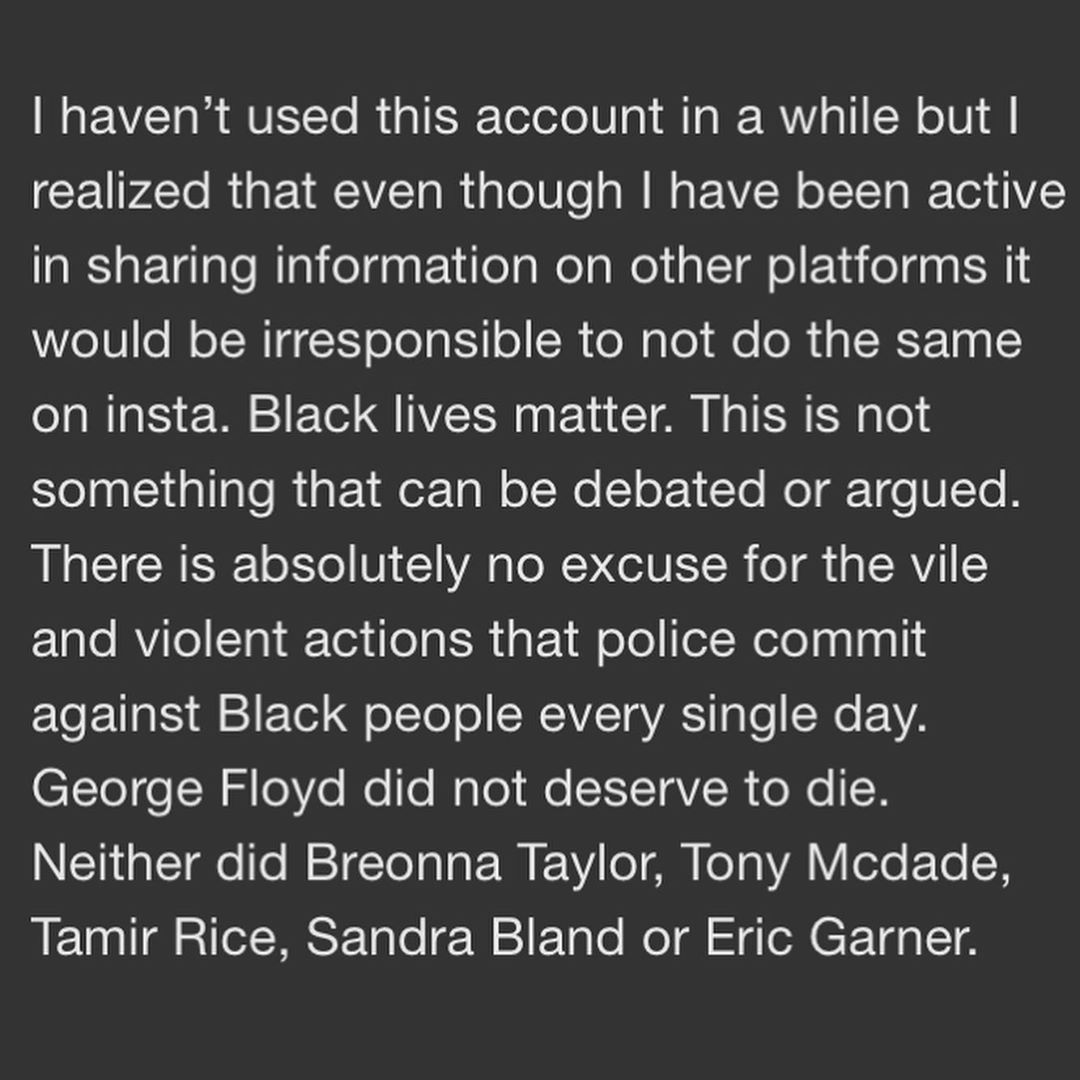 I haven’t used this account in a while but I
realized that even though I have been active
in sharing information on other platforms it
would be irresponsible to not do the same
on insta. Black lives matter. This is not
something that can be debated or argued.
There is absolutely no excuse for the vile
and violent actions that police commit
against Black people every single day.
George Floyd did not deserve to die.
Neither did Breonna Taylor, Tony Mcdade,
Tamir Rice, Sandra Bland or Eric Garner.